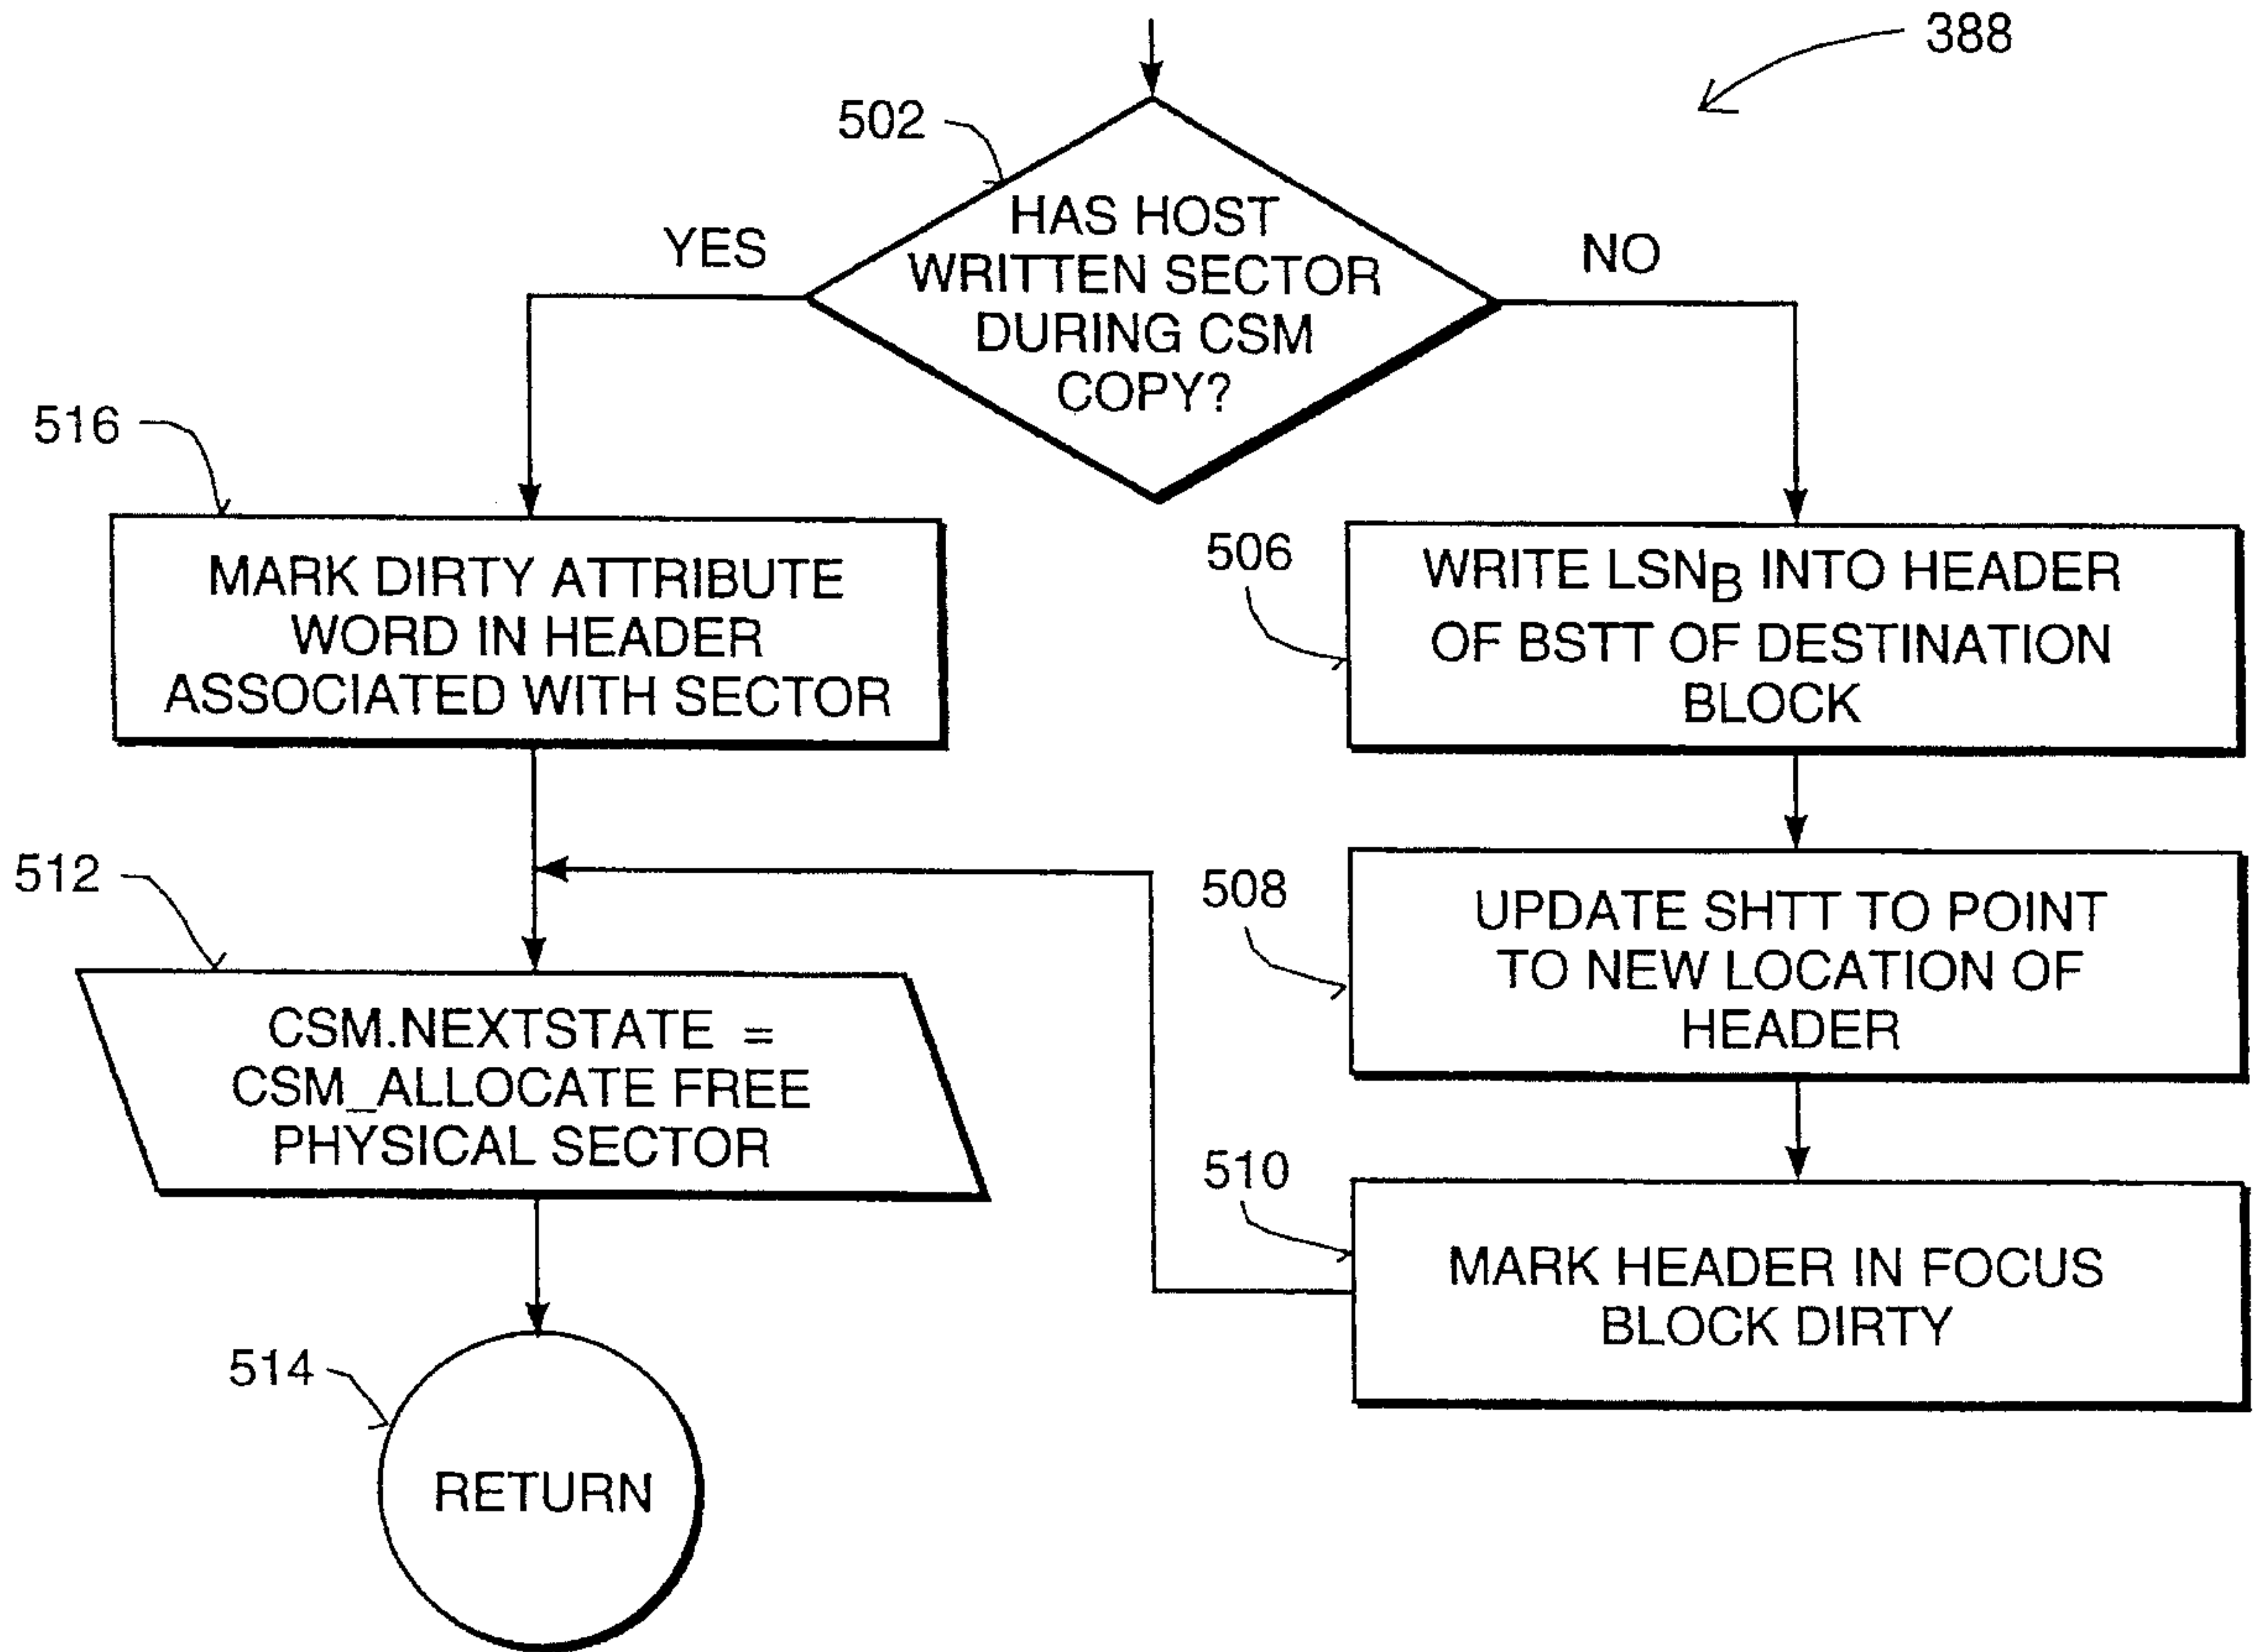 388
502
HAS HOST
WRITTEN SECTOR
DURING CSM
COPY?
YES
NO
516
MARK DIRTY ATTRIBUTE
WORD IN HEADER
ASSOCIATED WITH SECTOR
506
WRITE LSNB INTO HEADER
OF BSTT OF DESTINATION
BLOCK
512
CSM.NEXTSTATE =
CSM_ALLOCATE FREE
PHYSICAL SECTOR
508
UPDATE SHTT TO POINT
TO NEW LOCATION OF
HEADER
510
MARK HEADER IN FOCUS
BLOCK DIRTY
514
RETURN